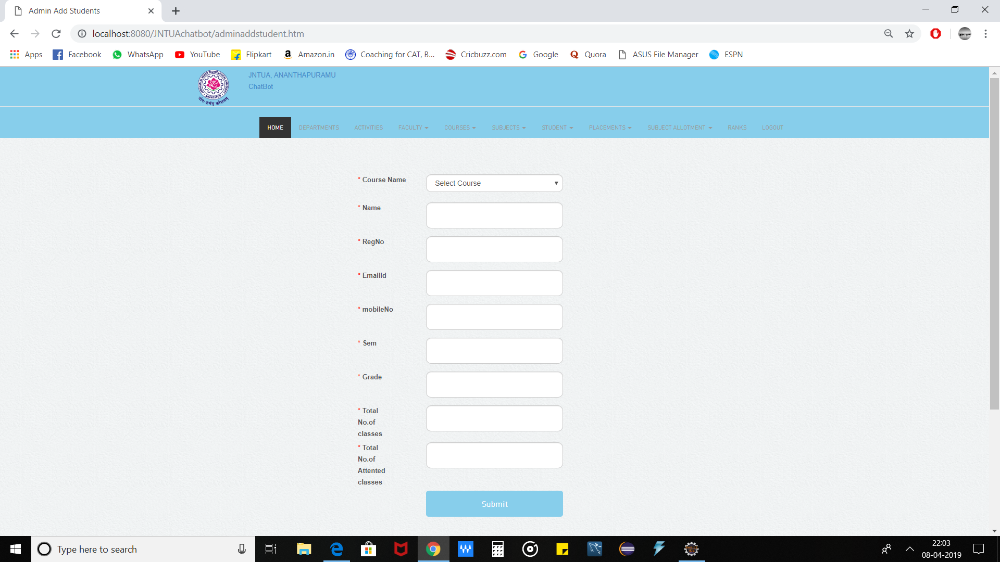 Admin Add Students
localhost:8080/JNTUAchatbot/adminaddstudent.htm
Apps Facebook WhatsApp YouTube Flipkart Amazon.in Coaching for CAT, B... Cricbuzz.com Google Quora ASUS File Manager ESPN
JNTUA, ANANTHAPURAMU
ChatBot
HOME DEPARTMENTS ACTIVITIES FACULTY COURSES SUBJECTS STUDENT PLACEMENTS SUBJECT ALLOTMENT RANKS LOGOUT
* Course Name Select Course
* Name
* RegNo
* EmailId
* mobileNo
* Sem
* Grade
* Total
No.of
classes
* Total
No.of
Attented
classes
Submit
Type here to search
22:03
08-04-2019